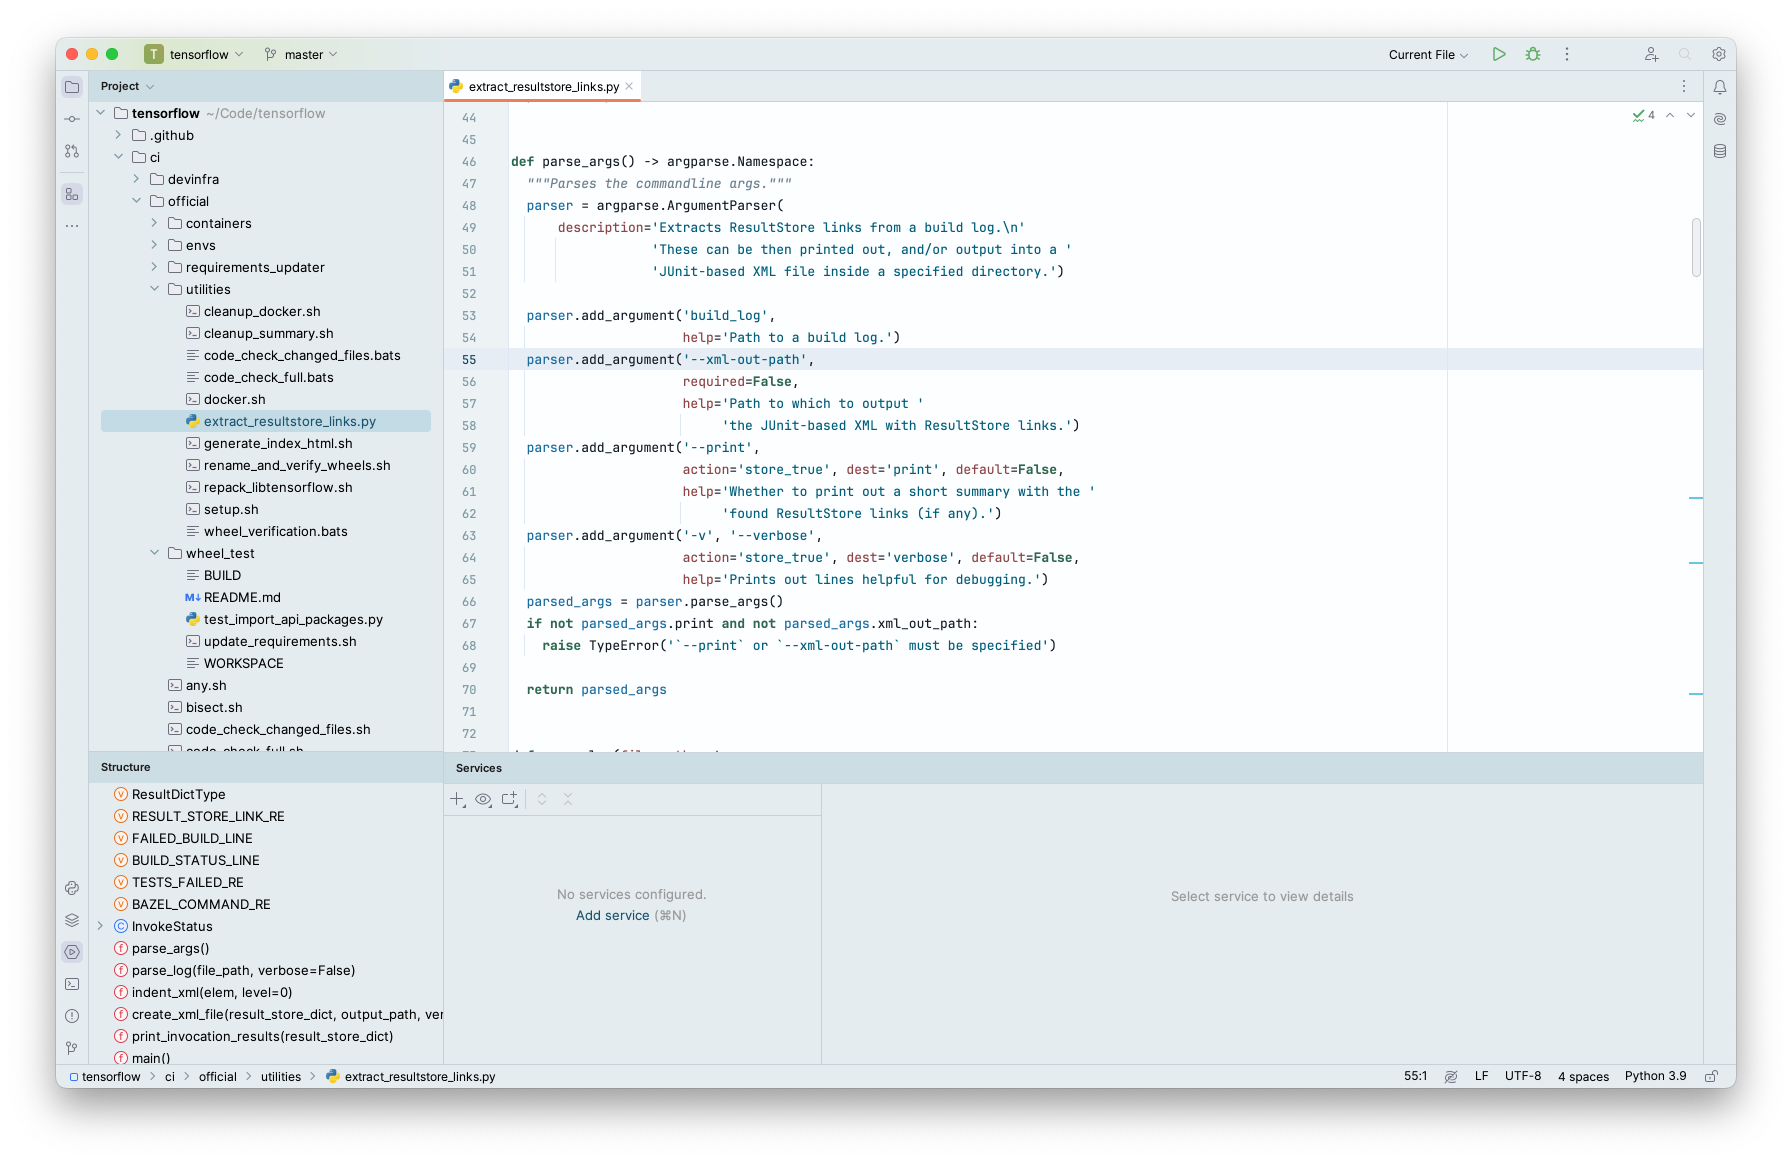 T tensorflow master Current File
Project
tensorflow ~/Code/tensorflow
.github
ci
devinfra
official
containers
envs
requirements_updater
utilities
cleanup_docker.sh
cleanup_summary.sh
code_check_changed_files.bats
code_check_full.bats
docker.sh
extract_resultstore_links.py
generate_index_html.sh
rename_and_verify_wheels.sh
repack_libtensorflow.sh
setup.sh
wheel_verification.bats
wheel_test
BUILD
M↓ README.md
test_import_api_packages.py
update_requirements.sh
WORKSPACE
any.sh
bisect.sh
code_check_changed_files.sh
code_check_full.sh
extract_resultstore_links.py
4
44
45
46 def parse_args() -> argparse.Namespace:
47 """Parses the commandline args."""
48 parser = argparse.ArgumentParser(
49 description='Extracts ResultStore links from a build log.\n'
50 'These can be then printed out, and/or output into a '
51 'JUnit-based XML file inside a specified directory.')
52
53 parser.add_argument('build_log',
54 help='Path to a build log.')
55 parser.add_argument('--xml-out-path',
56 required=False,
57 help='Path to which to output '
58 'the JUnit-based XML with ResultStore links.')
59 parser.add_argument('--print',
60 action='store_true', dest='print', default=False,
61 help='Whether to print out a short summary with the '
62 'found ResultStore links (if any).')
63 parser.add_argument('-v', '--verbose',
64 action='store_true', dest='verbose', default=False,
65 help='Prints out lines helpful for debugging.')
66 parsed_args = parser.parse_args()
67 if not parsed_args.print and not parsed_args.xml_out_path:
68 raise TypeError('`--print` or `--xml-out-path` must be specified')
69
70 return parsed_args
71
72
Structure
V ResultDictType
V RESULT_STORE_LINK_RE
V FAILED_BUILD_LINE
V BUILD_STATUS_LINE
V TESTS_FAILED_RE
V BAZEL_COMMAND_RE
C InvokeStatus
f parse_args()
f parse_log(file_path, verbose=False)
f indent_xml(elem, level=0)
f create_xml_file(result_store_dict, output_path, ver
f print_invocation_results(result_store_dict)
f main()
Services
No services configured.
Add service (⌘N)
Select service to view details
tensorflow ci official utilities extract_resultstore_links.py
55:1 LF UTF-8 4 spaces Python 3.9